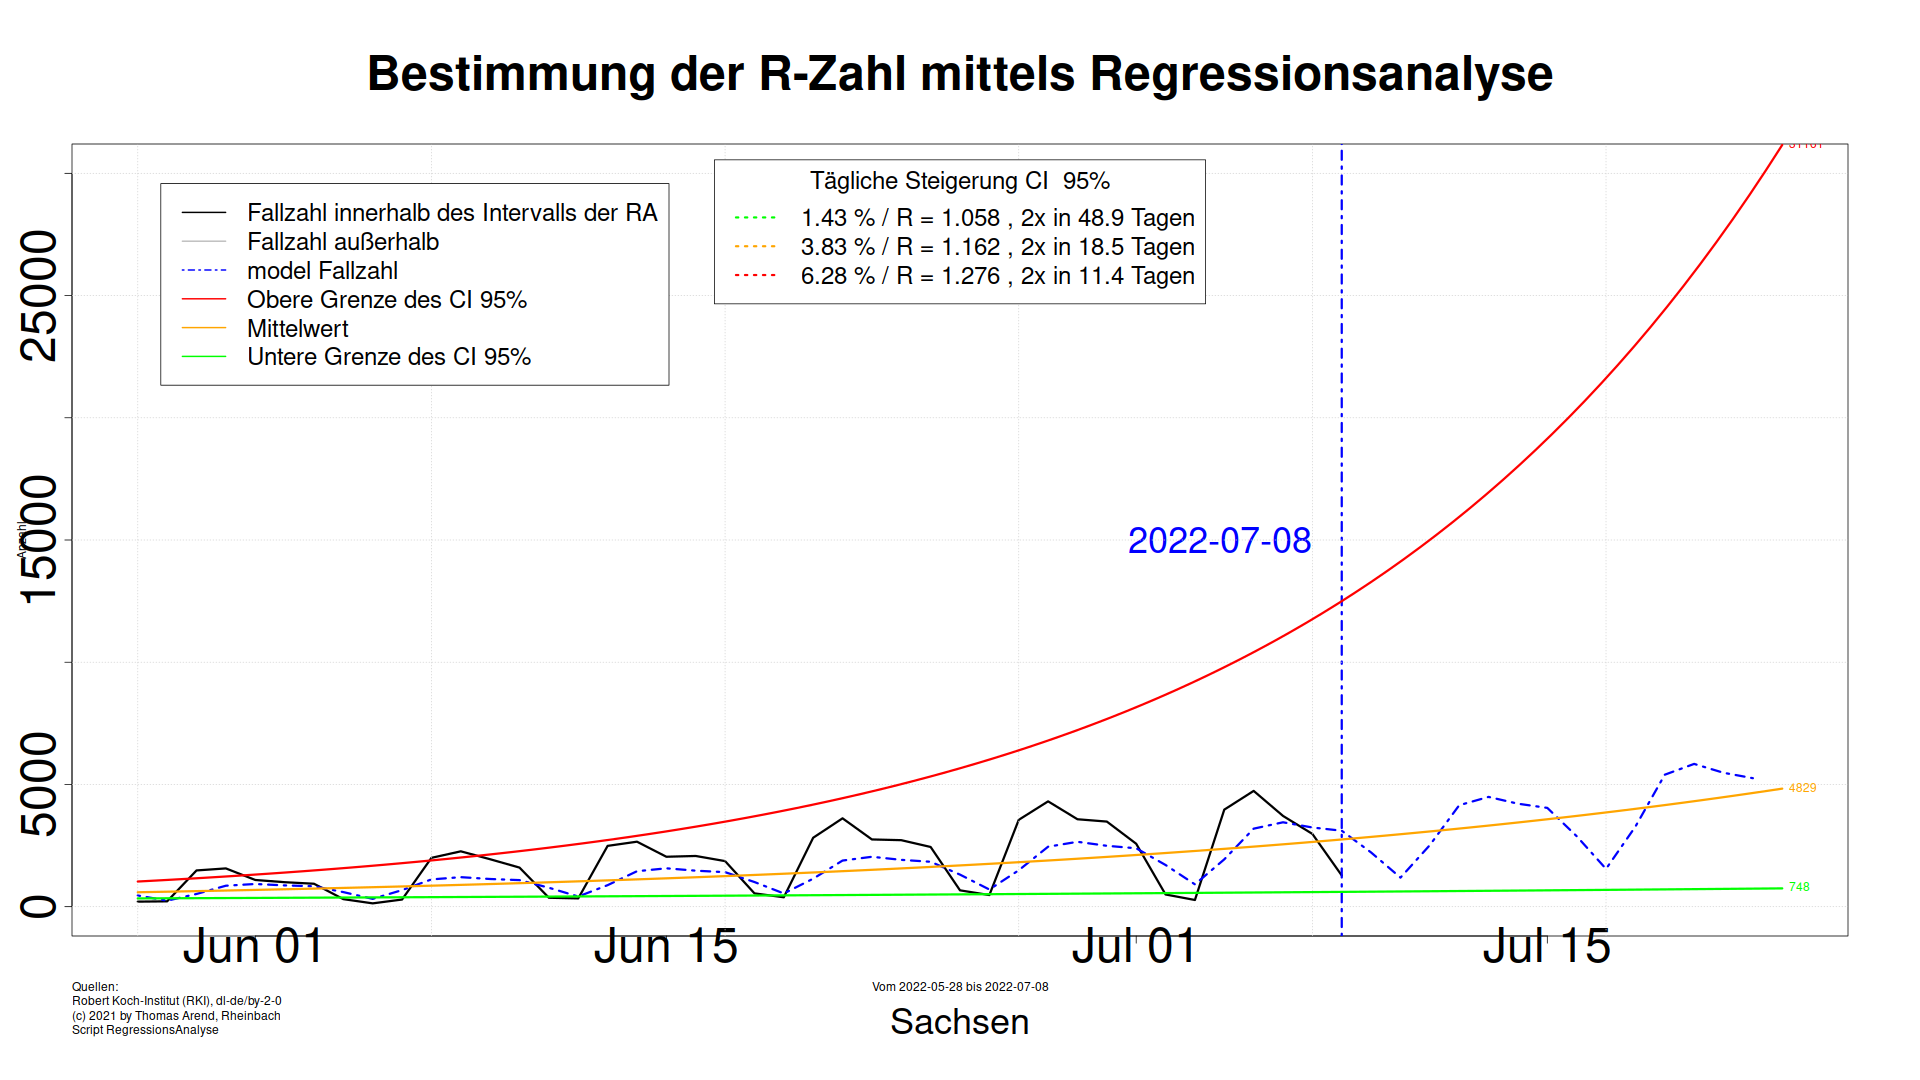 Bestimmung der R-Zahl mittels Regressionsanalyse
Fallzahl innerhalb des Intervalls der RA
Fallzahl außerhalb
model Fallzahl
Obere Grenze des CI 95%
Mittelwert
Untere Grenze des CI 95%
Tägliche Steigerung CI 95%
1.43 % / R = 1.058 , 2x in 48.9 Tagen
3.83 % / R = 1.162 , 2x in 18.5 Tagen
6.28 % / R = 1.276 , 2x in 11.4 Tagen
25000
15000
5000
0
Anzahl
2022-07-08
4829
748
Jun 01
Jun 15
Jul 01
Jul 15
Quellen:
Robert Koch-Institut (RKI), dl-de/by-2-0
(c) 2021 by Thomas Arend, Rheinbach
Script RegressionsAnalyse
Vom 2022-05-28 bis 2022-07-08
Sachsen